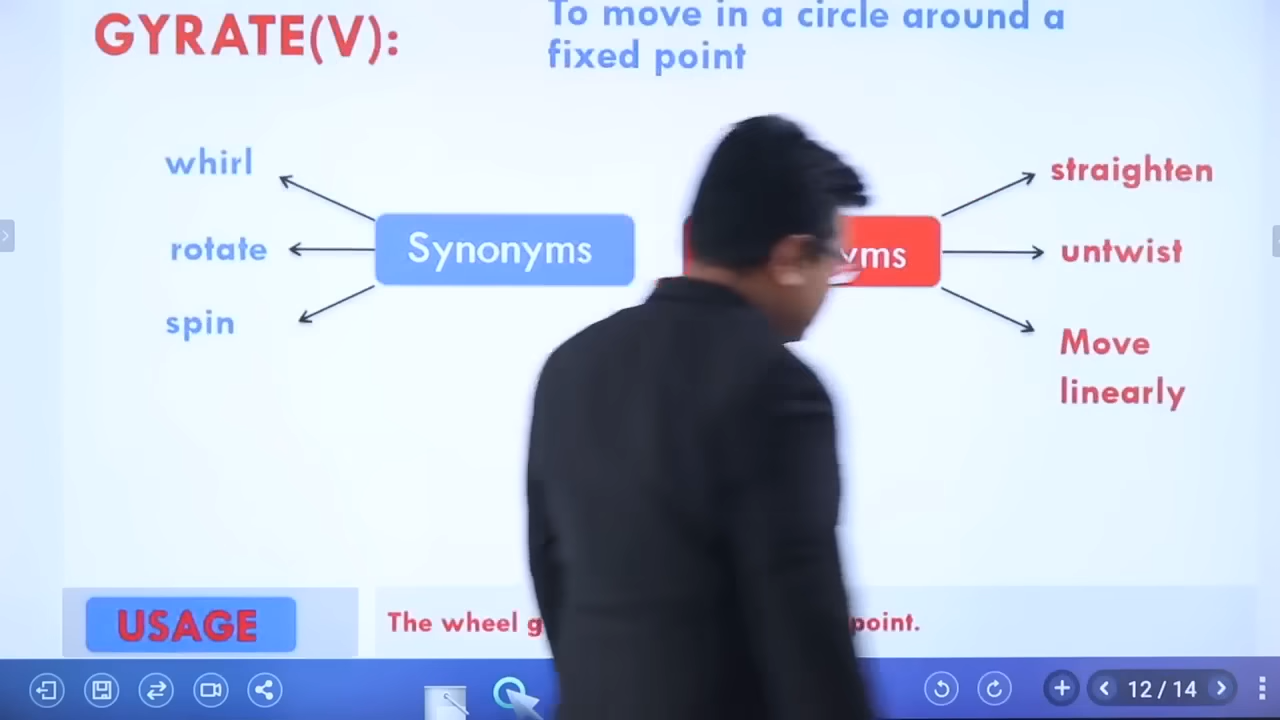 GYRATE(V):
To move in a circle around a
fixed point
whirl
rotate
spin
Synonyms
yms
straighten
untwist
Move
linearly
USAGE
The wheel g
point.
12 / 14